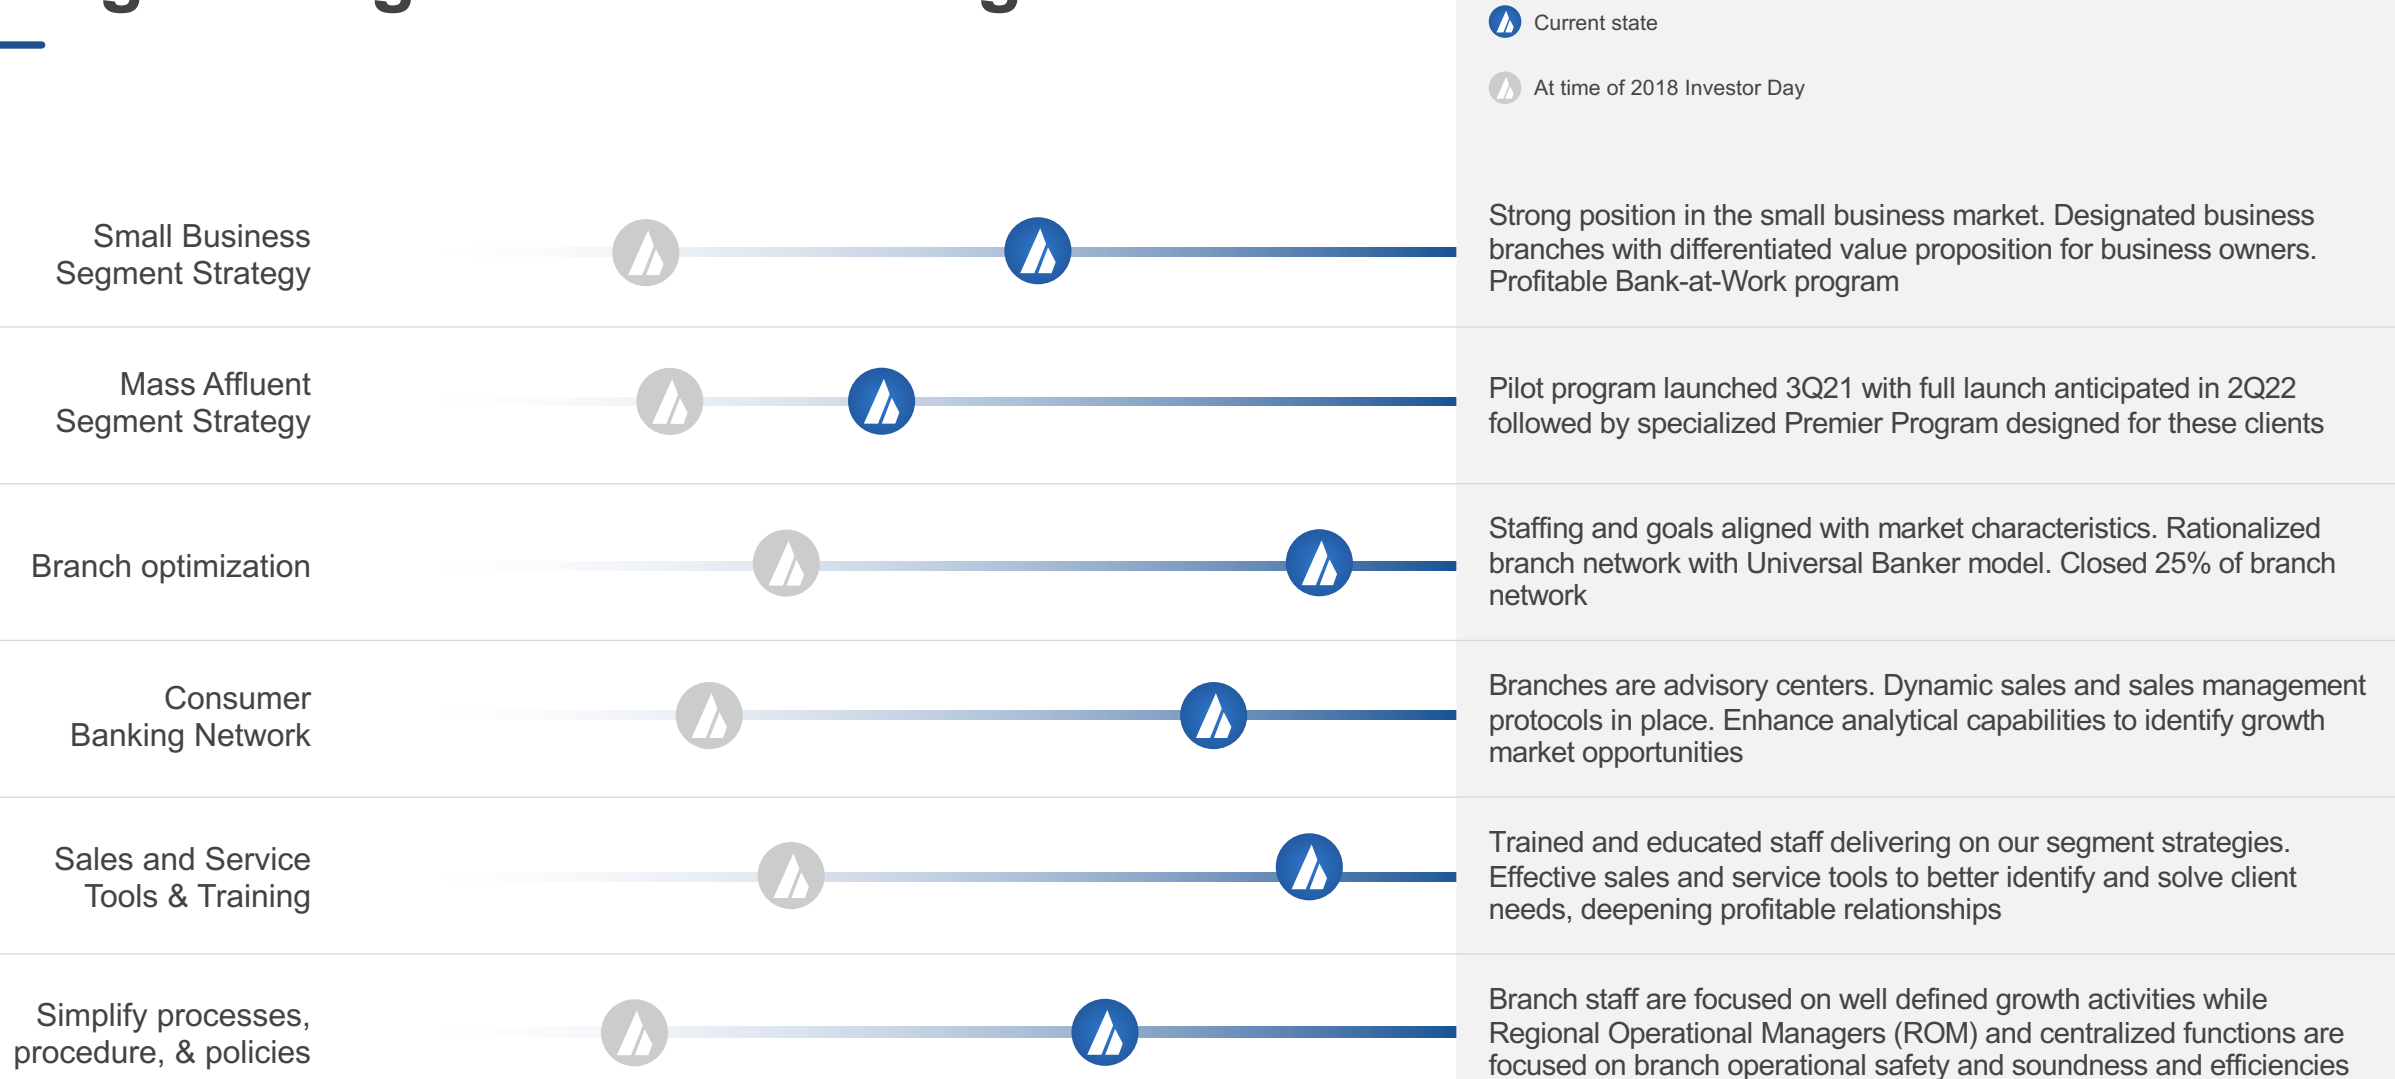 Current state
At time of 2018 Investor Day
Small Business
Segment Strategy
Strong position in the small business market. Designated business
branches with differentiated value proposition for business owners.
Profitable Bank-at-Work program
Mass Affluent
Segment Strategy
Pilot program launched 3Q21 with full launch anticipated in 2Q22
followed by specialized Premier Program designed for these clients
Branch optimization
Staffing and goals aligned with market characteristics. Rationalized
branch network with Universal Banker model. Closed 25% of branch
network
Consumer
Banking Network
Branches are advisory centers. Dynamic sales and sales management
protocols in place. Enhance analytical capabilities to identify growth
market opportunities
Sales and Service
Tools & Training
Trained and educated staff delivering on our segment strategies.
Effective sales and service tools to better identify and solve client
needs, deepening profitable relationships
Simplify processes,
procedure, & policies
Branch staff are focused on well defined growth activities while
Regional Operational Managers (ROM) and centralized functions are
focused on branch operational safety and soundness and efficiencies